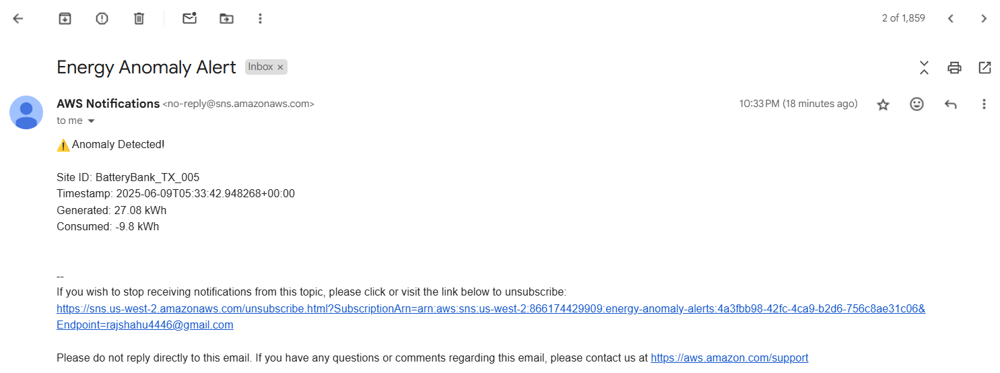 2 of 1,859
Energy Anomaly Alert Inbox ×
AWS Notifications <no-reply@sns.amazonaws.com> 10:33 PM (18 minutes ago)
to me
⚠️ Anomaly Detected!
Site ID: BatteryBank_TX_005
Timestamp: 2025-06-09T05:33:42.948268+00:00
Generated: 27.08 kWh
Consumed: -9.8 kWh
--
If you wish to stop receiving notifications from this topic, please click or visit the link below to unsubscribe:
https://sns.us-west-2.amazonaws.com/unsubscribe.html?SubscriptionArn=arn:aws:sns:us-west-2:866174429909:energy-anomaly-alerts:4a3fbb98-42fc-4ca9-b2d6-756c8ae31c06&
Endpoint=rajshahu4446@gmail.com
Please do not reply directly to this email. If you have any questions or comments regarding this email, please contact us at https://aws.amazon.com/support